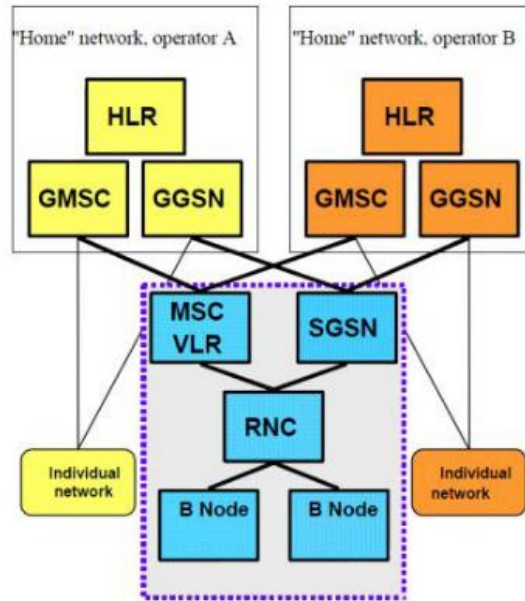 "Home" network, operator A
"Home" network, operator B
HLR
HLR
GMSC
GGSN
GMSC
GGSN
MSC
VLR
SGSN
RNC
Individual
network
Individual
network
B Node
B Node